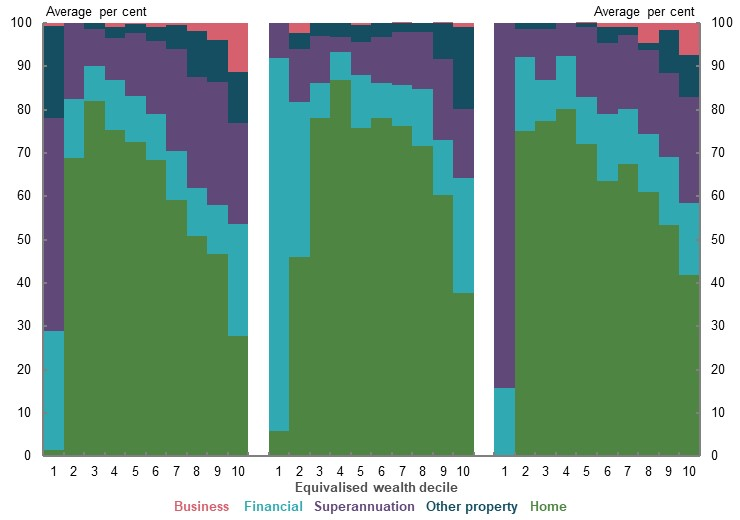 Average per cent Average per cent
100 100
90 90
80 80
70 70
60 60
50 50
40 40
30 30
20 20
10 10
0 0
1 2 3 4 5 6 7 8 9 10 1 2 3 4 5 6 7 8 9 10 1 2 3 4 5 6 7 8 9 10
Equivalised wealth decile
Business Financial Superannuation Other property Home